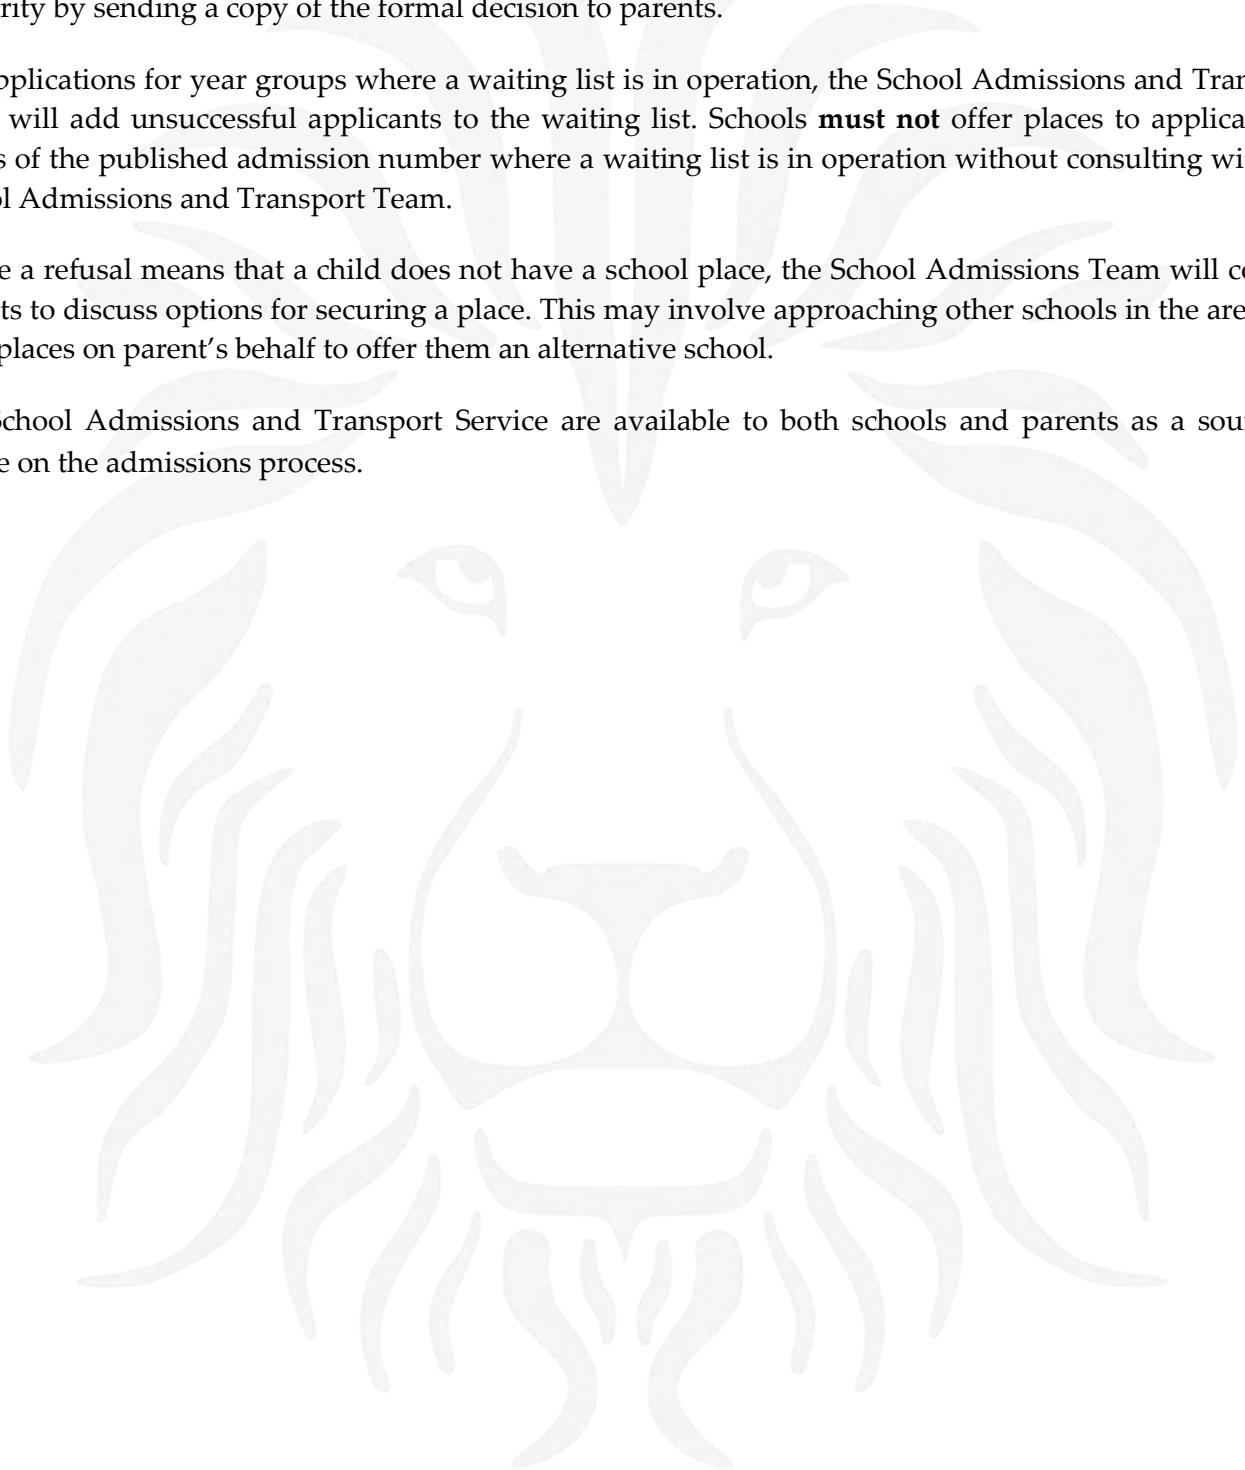 rity by sending a copy of the formal decision to parents.
pplications for year groups where a waiting list is in operation, the School Admissions and Tran
will add unsuccessful applicants to the waiting list. Schools must not offer places to applica
s of the published admission number where a waiting list is in operation without consulting wi
ol Admissions and Transport Team.
e a refusal means that a child does not have a school place, the School Admissions Team will co
ts to discuss options for securing a place. This may involve approaching other schools in the are
places on parent's behalf to offer them an alternative school.
School Admissions and Transport Service are available to both schools and parents as a sour
e on the admissions process.